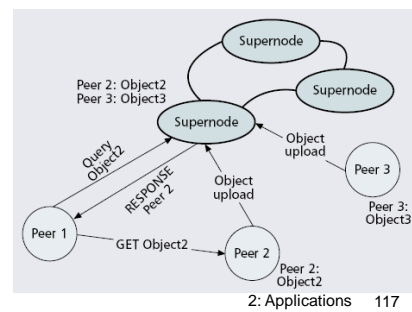 Supernode
Supernode
Peer 2: Object2
Peer 3: Object3
Supernode
Query
Object2
RESPONSE
Peer 2
Object
upload
Object
upload
Peer 3
Peer 3:
Object3
Peer 1
GET Object2
Peer 2
Peer 2:
Object2
2: Applications 117